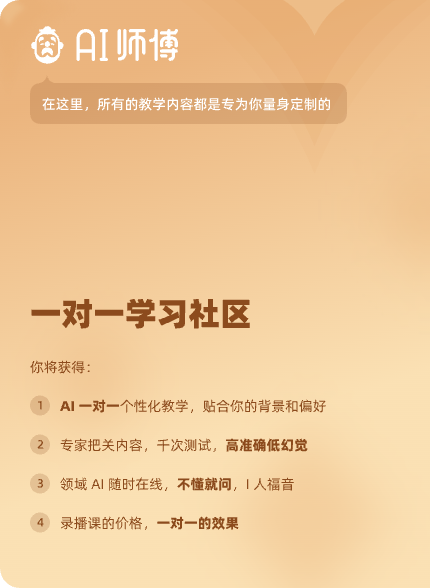 AI 师傅
在这里，所有的教学内容都是专为你量身定制的
一对一学习社区
你将获得：
1 AI 一对一个性化教学，贴合你的背景和偏好
2 专家把关内容，千次测试，高准确低幻觉
3 领域 AI 随时在线，不懂就问，I 人福音
4 录播课的价格，一对一的效果